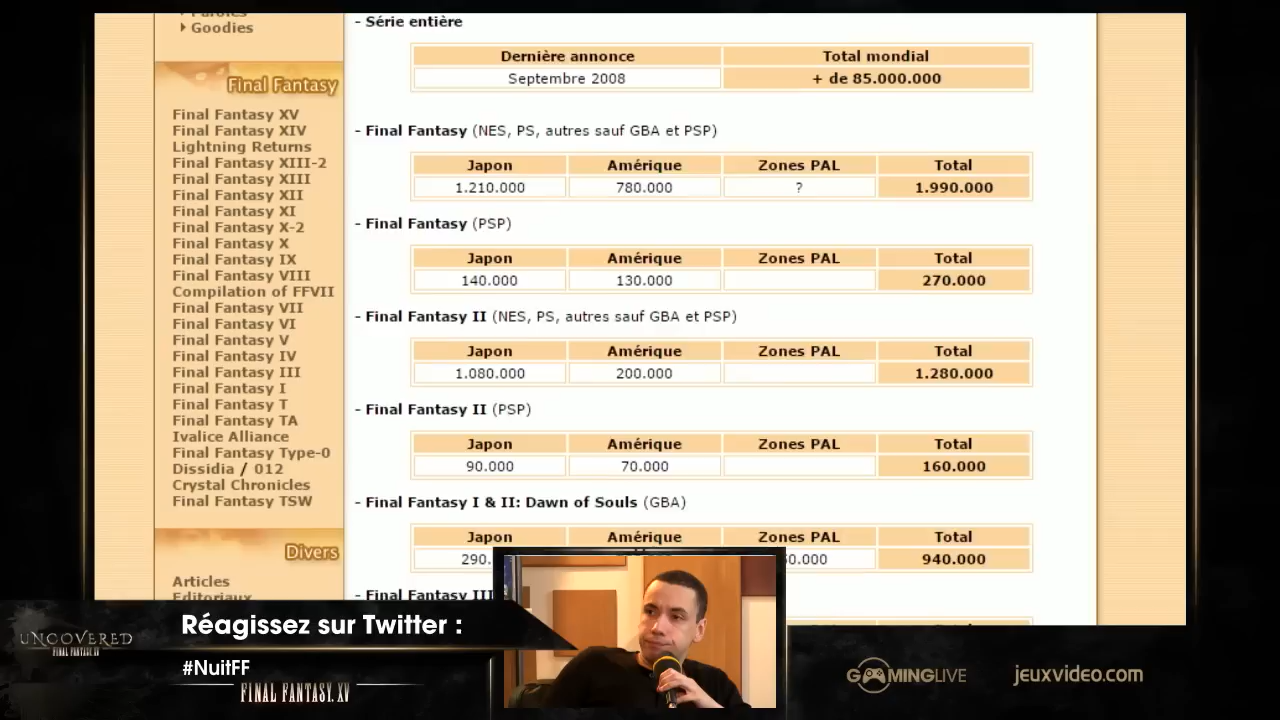 Goodies
Final Fantasy
Final Fantasy XV
Final Fantasy XIV
Lightning Returns
Final Fantasy XIII-2
Final Fantasy XIII
Final Fantasy XII
Final Fantasy XI
Final Fantasy X-2
Final Fantasy X
Final Fantasy IX
Final Fantasy VIII
Compilation of FFVII
Final Fantasy VII
Final Fantasy VI
Final Fantasy V
Final Fantasy IV
Final Fantasy III
Final Fantasy I
Final Fantasy T
Final Fantasy TA
Ivalice Alliance
Final Fantasy Type-0
Dissidia / 012
Crystal Chronicles
Final Fantasy TSW
Divers
Articles
Editoriaux
- Série entière
Dernière annonce Total mondial
Septembre 2008 + de 85.000.000
- Final Fantasy (NES, PS, autres sauf GBA et PSP)
Japon Amérique Zones PAL Total
1.210.000 780.000 ? 1.990.000
- Final Fantasy (PSP)
Japon Amérique Zones PAL Total
140.000 130.000 270.000
- Final Fantasy II (NES, PS, autres sauf GBA et PSP)
Japon Amérique Zones PAL Total
1.080.000 200.000 1.280.000
- Final Fantasy II (PSP)
Japon Amérique Zones PAL Total
90.000 70.000 160.000
- Final Fantasy I & II: Dawn of Souls (GBA)
Japon Amérique Zones PAL Total
290. 0.000 940.000
- Final Fantasy III
Réagissez sur Twitter :
#NuitFF
FINAL FANTASY XV
UNCOVERED
FINAL FANTASY XV
GAMINGLIVE
jeuxvideo.com